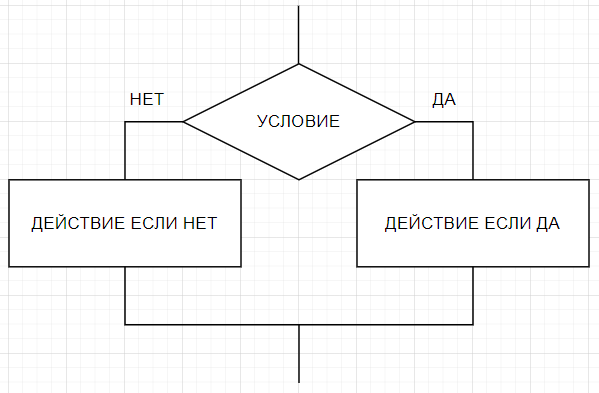 НЕТ
ДА
УСЛОВИЕ
ДЕЙСТВИЕ ЕСЛИ НЕТ
ДЕЙСТВИЕ ЕСЛИ ДА